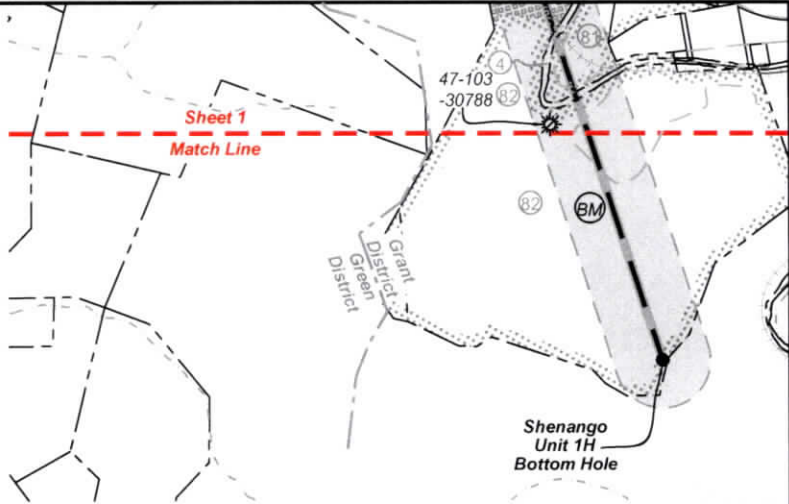 81
4
47-103
-30788
82
Sheet 1
Match Line
82
BM
Grant
District
Green
District
Shenango
Unit 1H
Bottom Hole